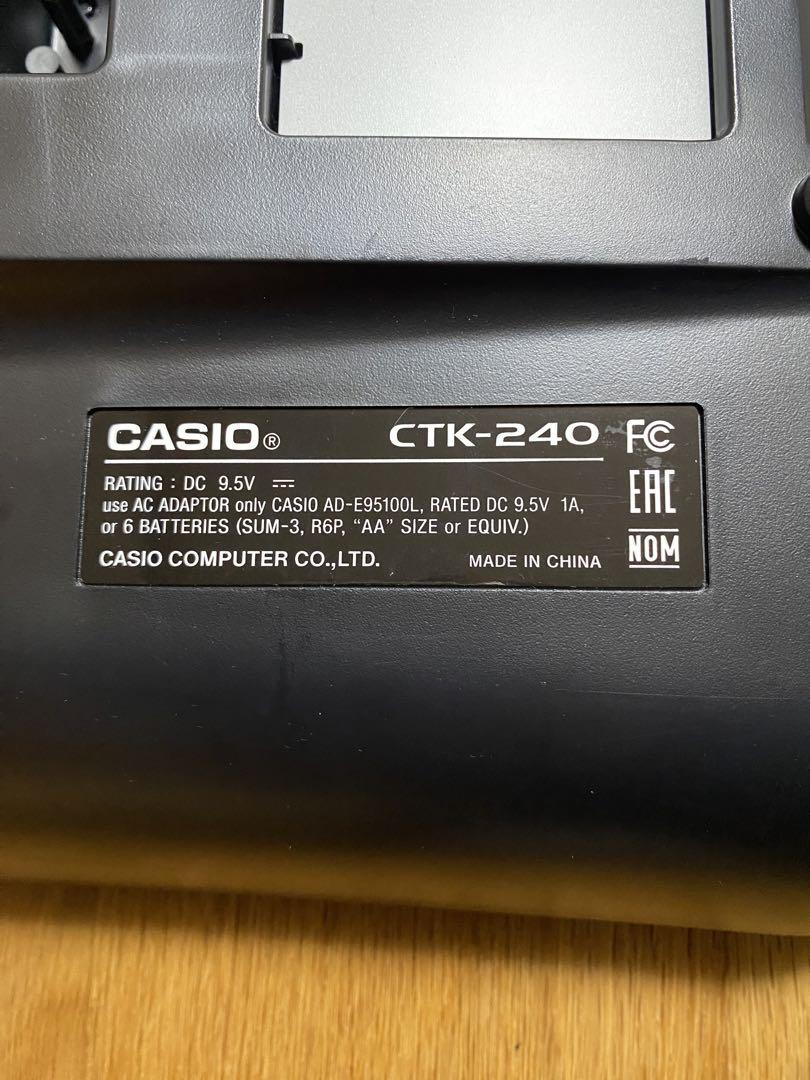 CASIO® CTK-240 FC
RATING : DC 9.5V ⎓
use AC ADAPTOR only CASIO AD-E95100L, RATED DC 9.5V 1A,
or 6 BATTERIES (SUM-3, R6P, “AA” SIZE or EQUIV.)
CASIO COMPUTER CO.,LTD. MADE IN CHINA
EAC
NOM